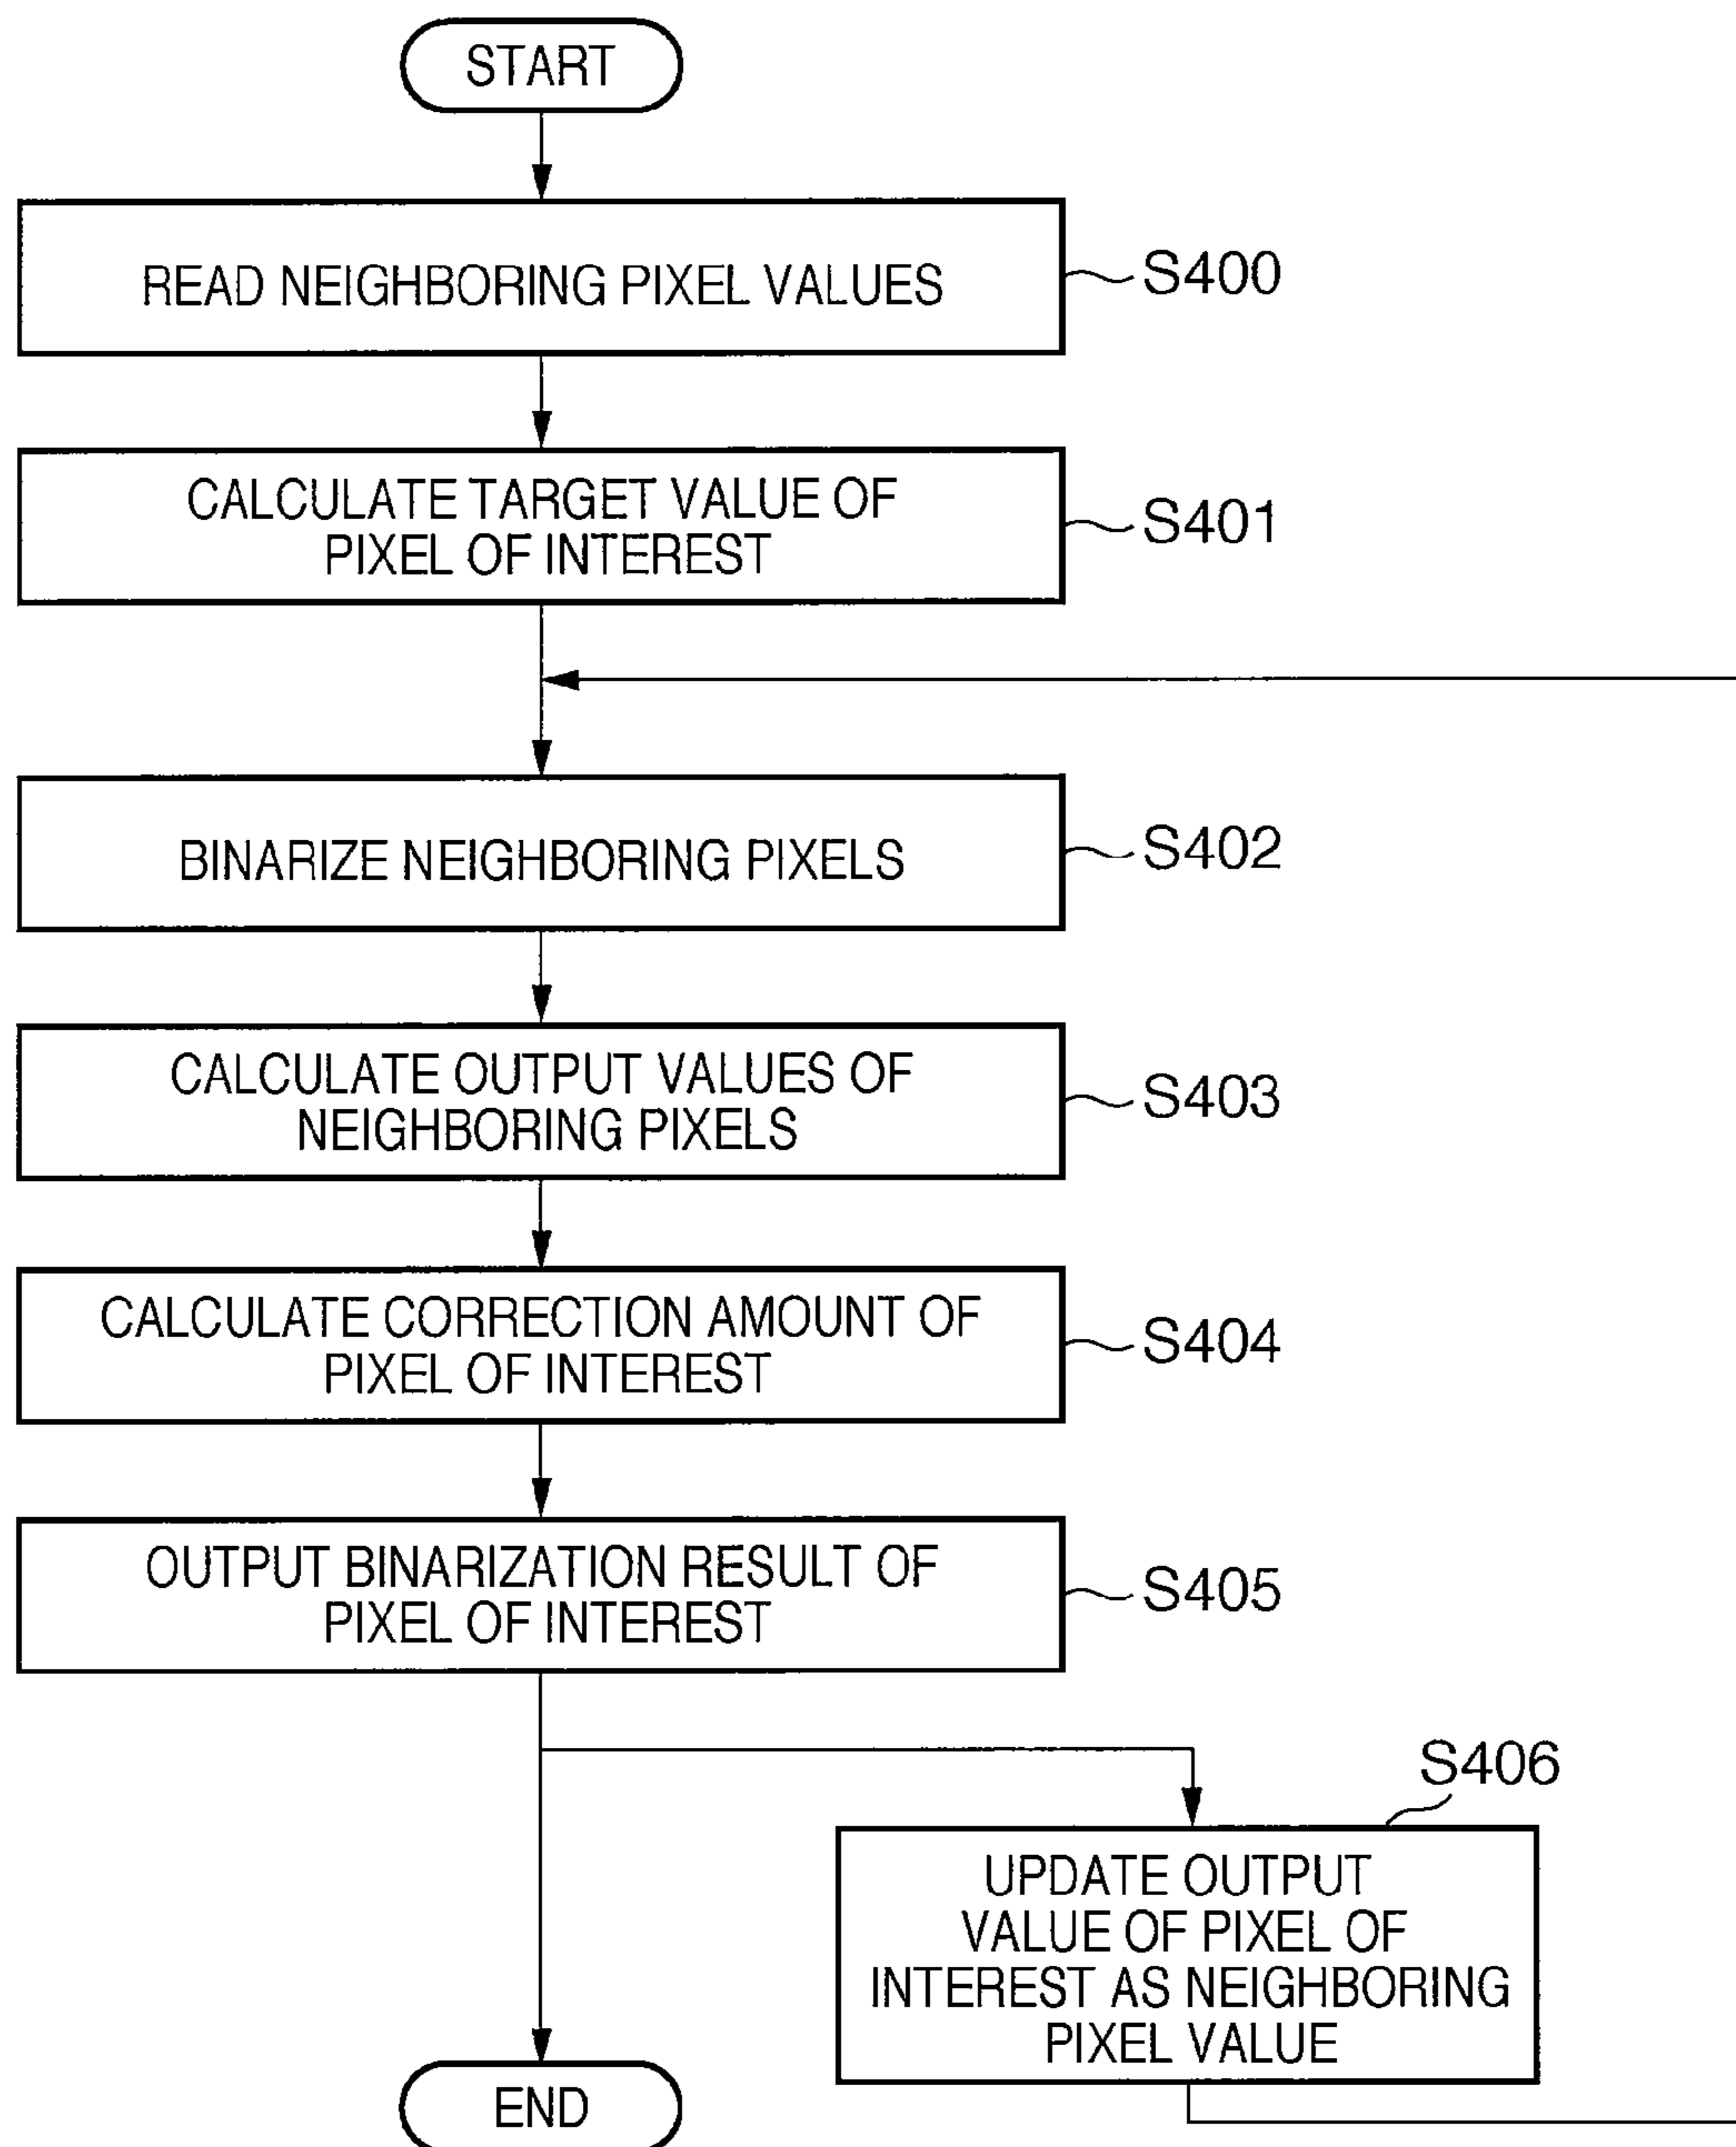 START
READ NEIGHBORING PIXEL VALUES
S400
CALCULATE TARGET VALUE OF
PIXEL OF INTEREST
S401
BINARIZE NEIGHBORING PIXELS
S402
CALCULATE OUTPUT VALUES OF
NEIGHBORING PIXELS
S403
CALCULATE CORRECTION AMOUNT OF
PIXEL OF INTEREST
S404
OUTPUT BINARIZATION RESULT OF
PIXEL OF INTEREST
S405
S406
UPDATE OUTPUT
VALUE OF PIXEL OF
INTEREST AS NEIGHBORING
PIXEL VALUE
END